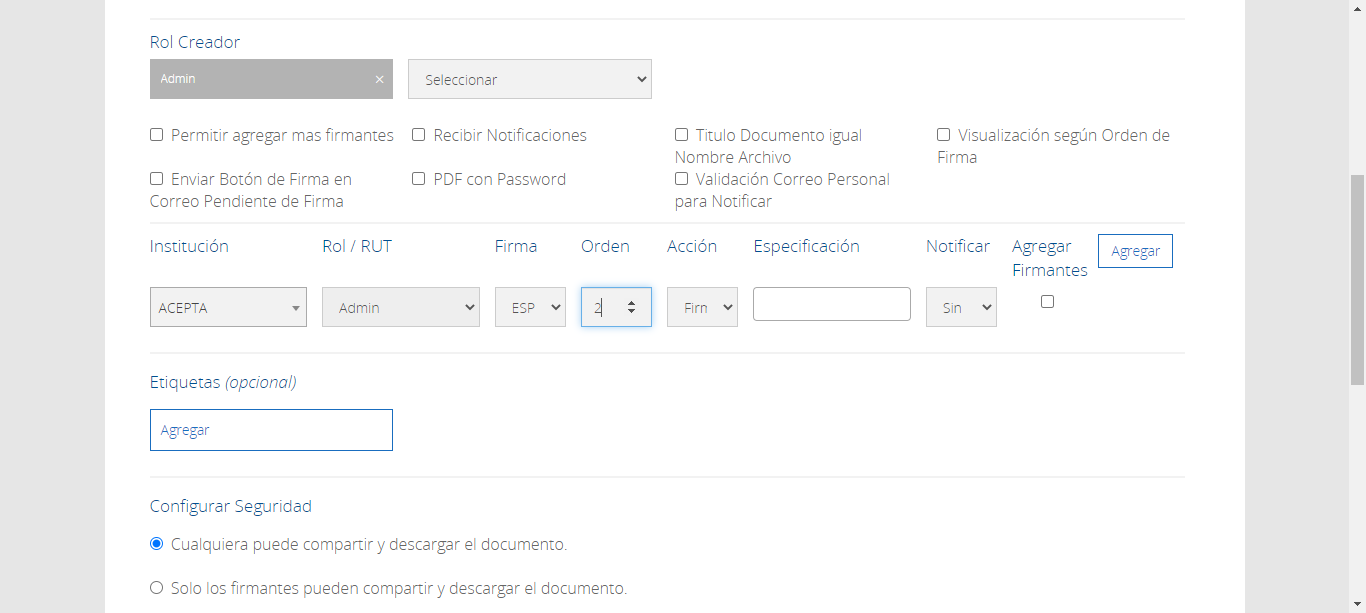 Rol Creador
Admin × Seleccionar
Permitir agregar mas firmantes Recibir Notificaciones Titulo Documento igual Visualización según Orden de
Nombre Archivo Firma
Enviar Botón de Firma en PDF con Password Validación Correo Personal
Correo Pendiente de Firma para Notificar
Institución Rol / RUT Firma Orden Acción Especificación Notificar Agregar Agregar
Firmantes
ACEPTA Admin ESP 2 Firn Sin
Etiquetas (opcional)
Agregar
Configurar Seguridad
Cualquiera puede compartir y descargar el documento.
Solo los firmantes pueden compartir y descargar el documento.